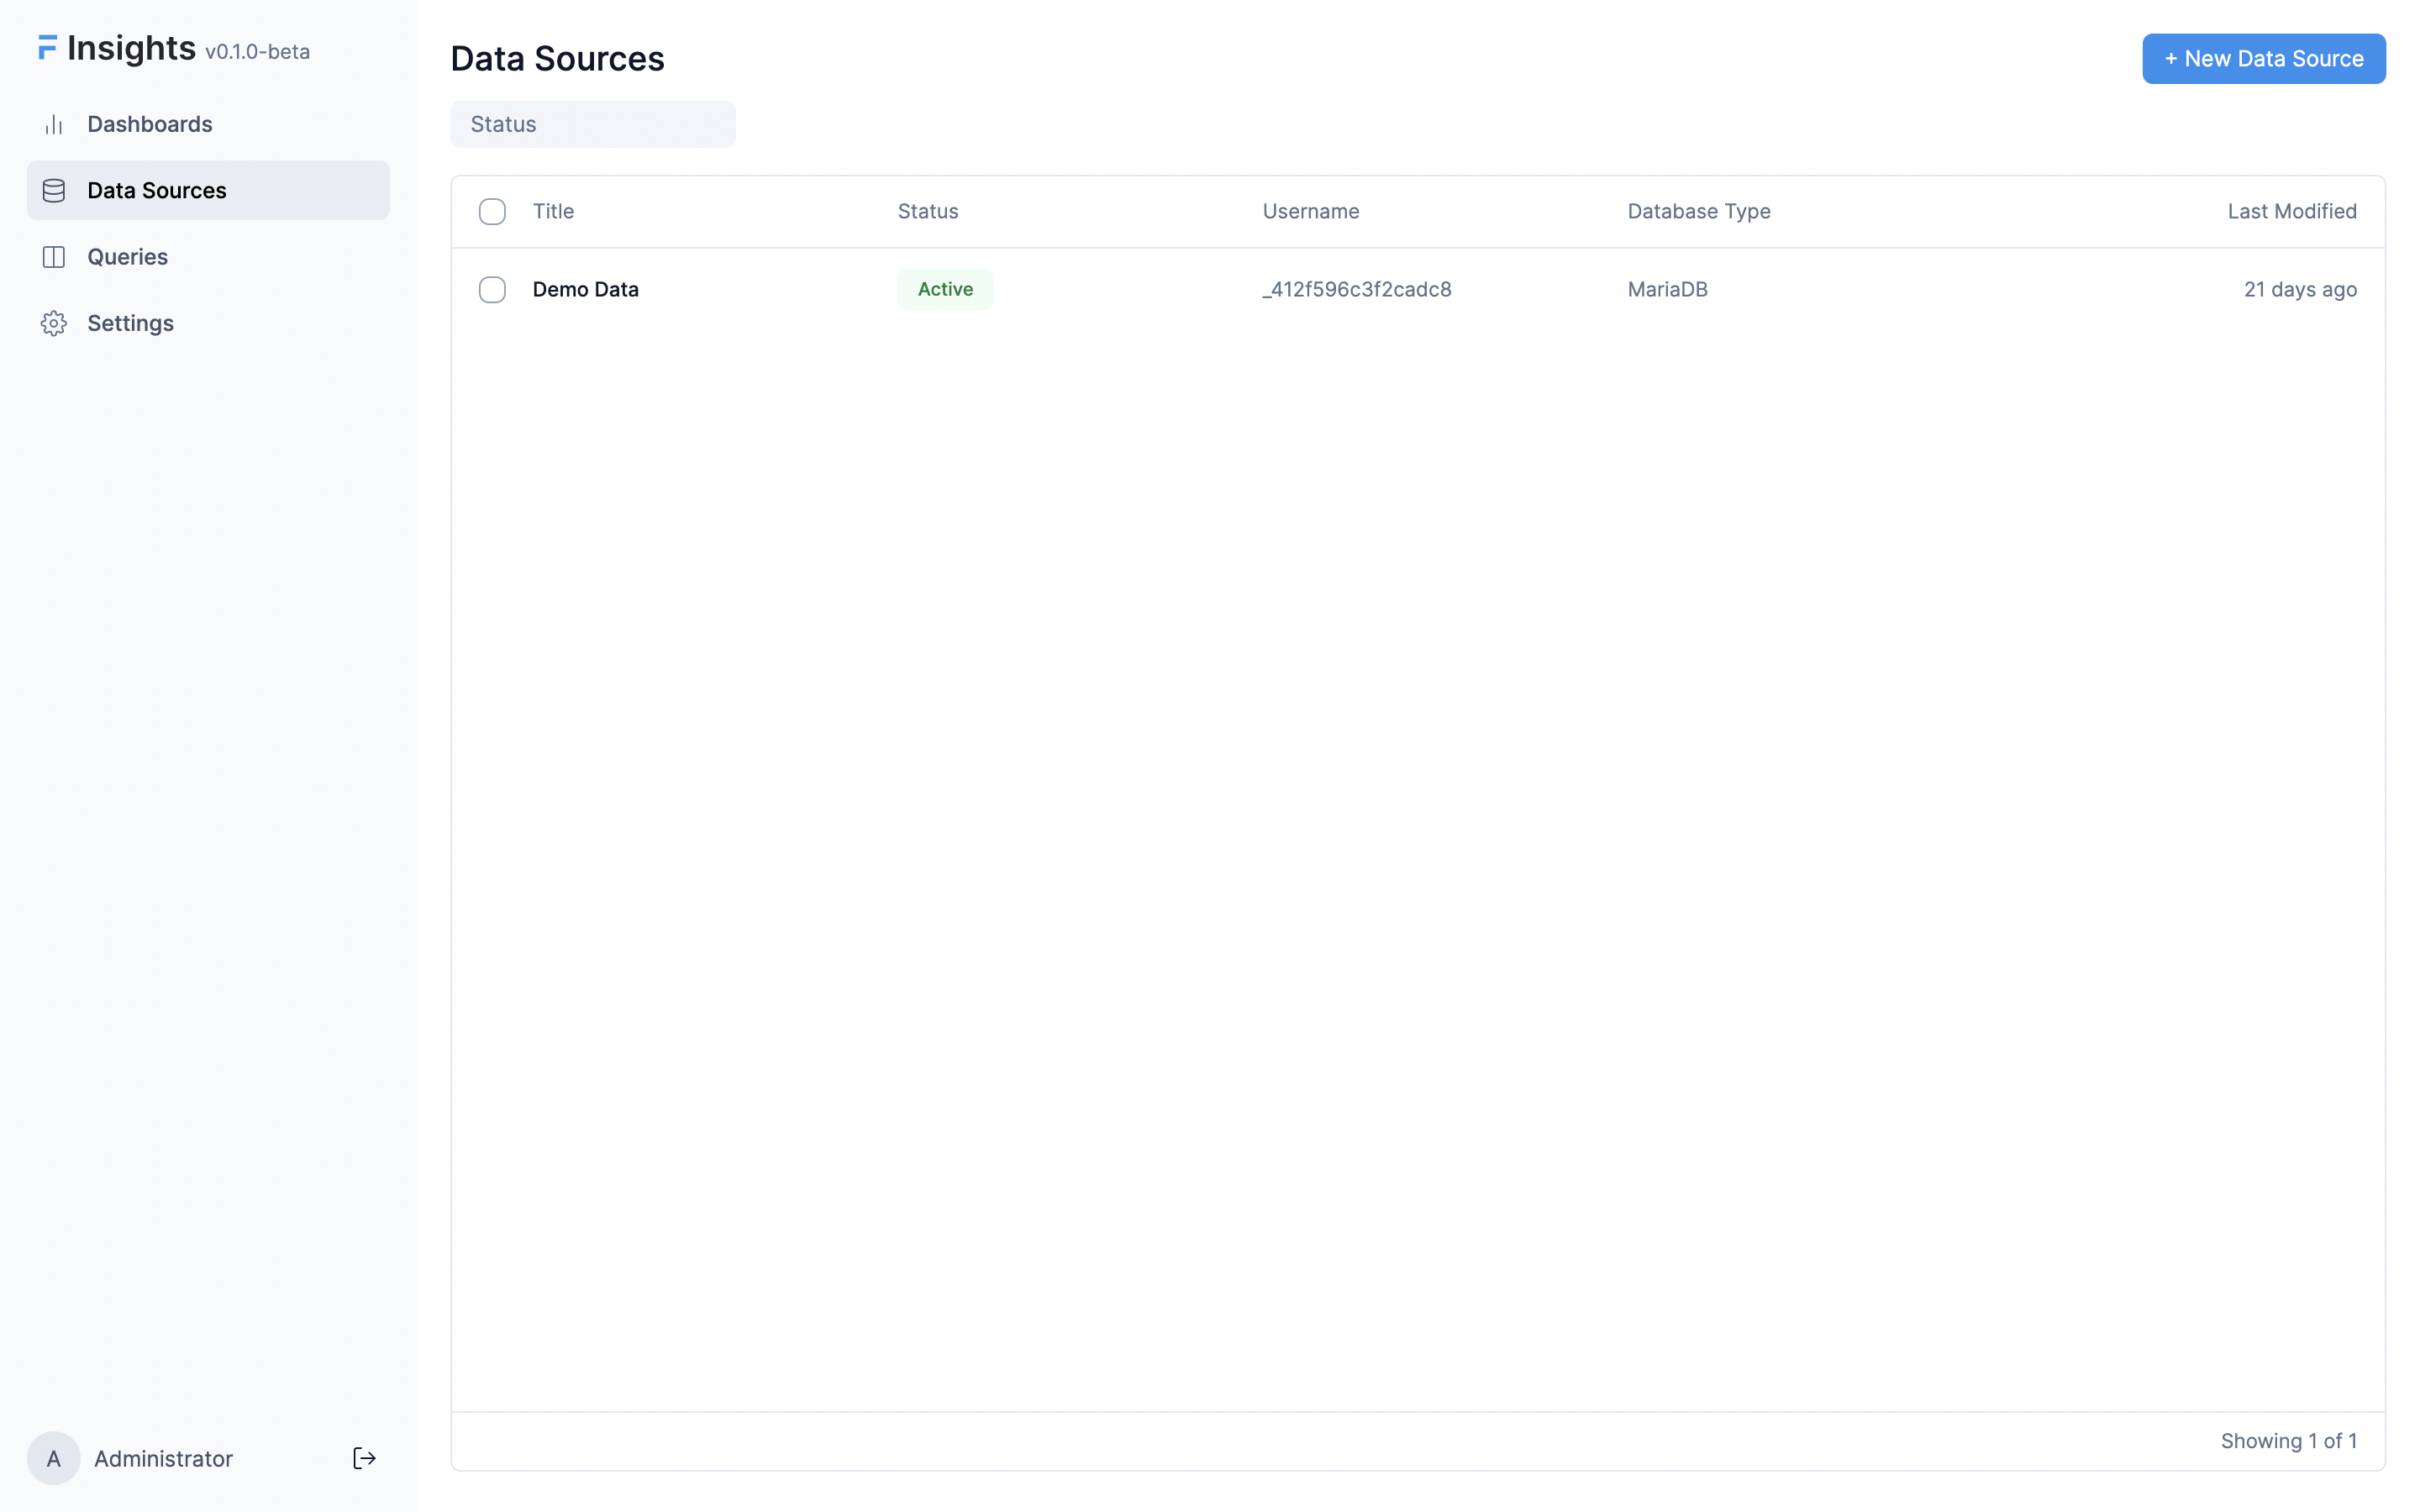 Insights v0.1.0-beta
Dashboards
Data Sources
Queries
Settings
A Administrator
Data Sources
+ New Data Source
Status
Title Status Username Database Type Last Modified
Demo Data Active _412f596c3f2cadc8 MariaDB 21 days ago
Showing 1 of 1